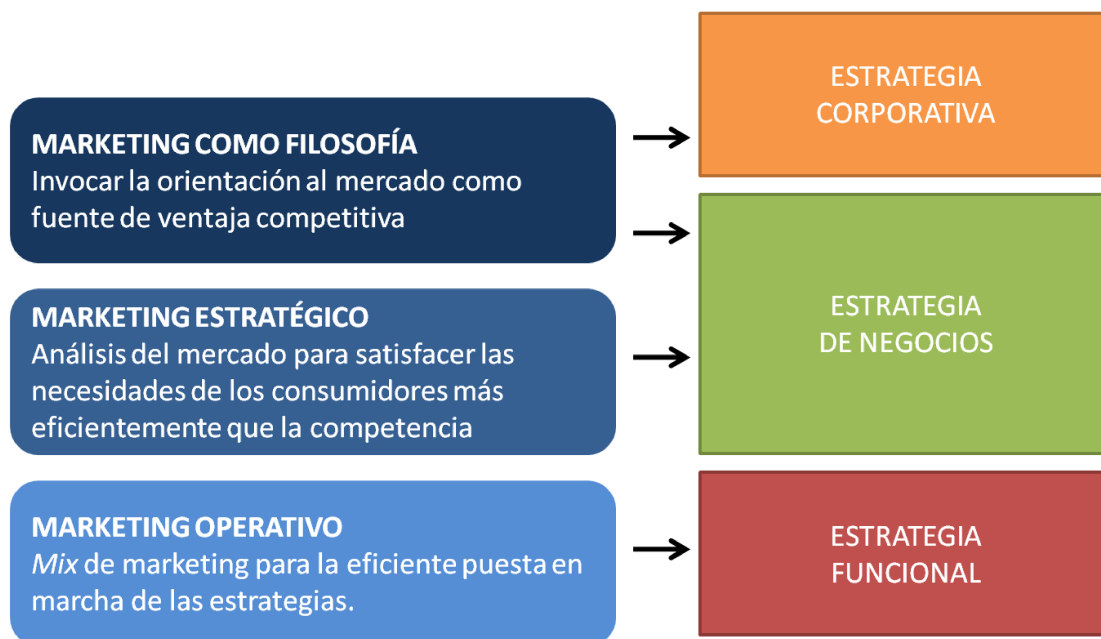 MARKETING COMO FILOSOFÍA
Invocar la orientación al mercado como
fuente de ventaja competitiva
MARKETING ESTRATÉGICO
Análisis del mercado para satisfacer las
necesidades de los consumidores más
eficientemente que la competencia
MARKETING OPERATIVO
Mix de marketing para la eficiente puesta en
marcha de las estrategias.
ESTRATEGIA
CORPORATIVA
ESTRATEGIA
DE NEGOCIOS
ESTRATEGIA
FUNCIONAL